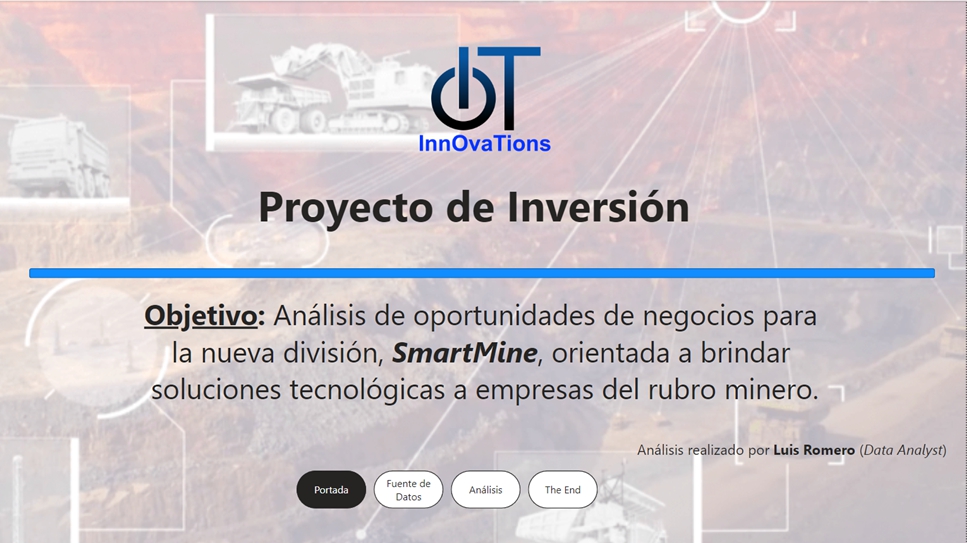 IOT
InnOvaTions
Proyecto de Inversión
Objetivo: Análisis de oportunidades de negocios para
la nueva división, SmartMine, orientada a brindar
soluciones tecnológicas a empresas del rubro minero.
Análisis realizado por Luis Romero (Data Analyst)
Portada
Fuente de
Datos
Análisis
The End